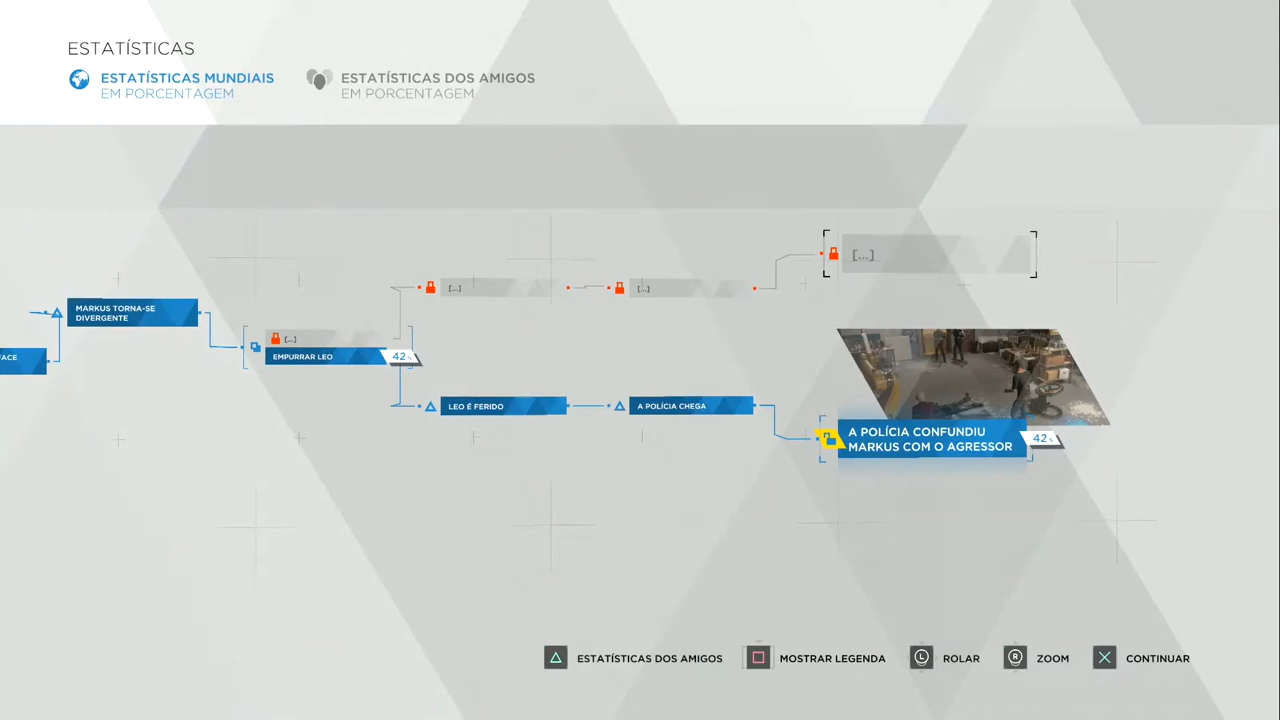 ESTATÍSTICAS
ESTATÍSTICAS MUNDIAIS
EM PORCENTAGEM
ESTATÍSTICAS DOS AMIGOS
EM PORCENTAGEM
[...]
[...]
[...]
MARKUS TORNA-SE
DIVERGENTE
[...]
FACE
EMPURRAR LEO
42%
LEO É FERIDO
A POLÍCIA CHEGA
A POLÍCIA CONFUNDIU
MARKUS COM O AGRESSOR
42%
ESTATÍSTICAS DOS AMIGOS
MOSTRAR LEGENDA
L
ROLAR
R
ZOOM
CONTINUAR